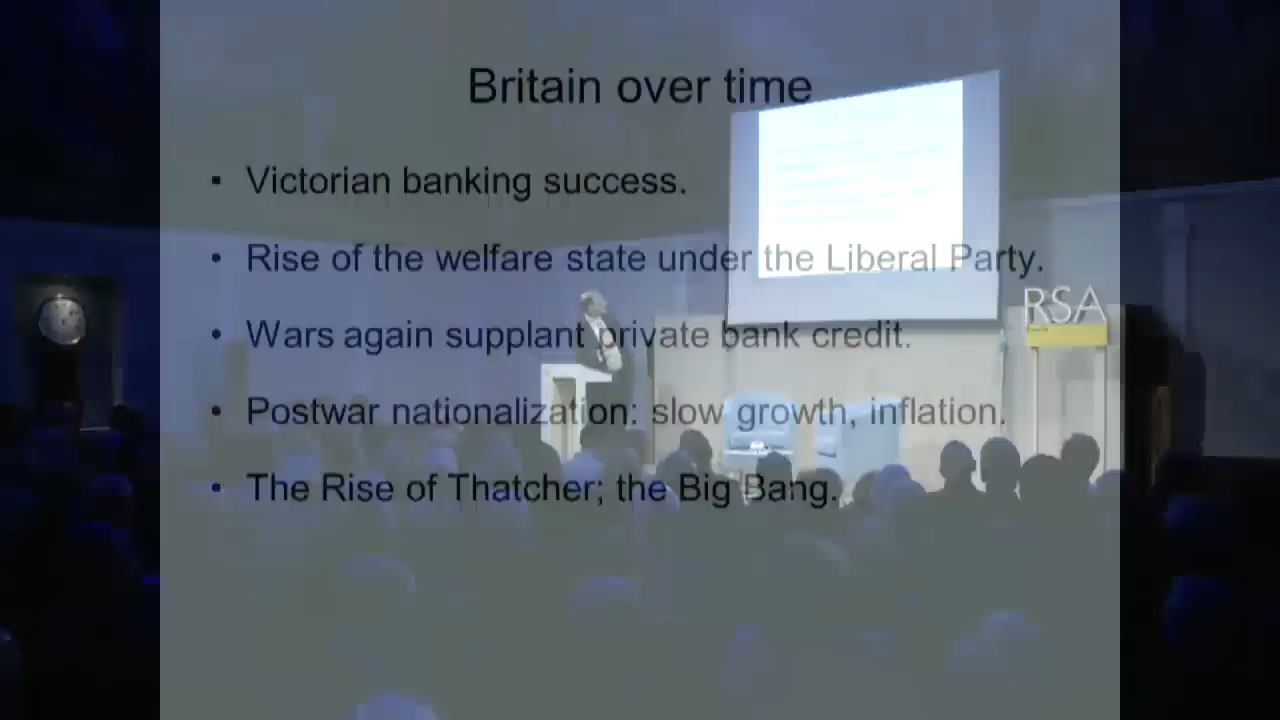 Britain over time
▪ Victorian banking success.
• Rise of the welfare state under the Liberal Party.
• Wars again supplant private bank credit.
• Postwar nationalization: slow growth, inflation.
• The Rise of Thatcher; the Big Bang.
RSA